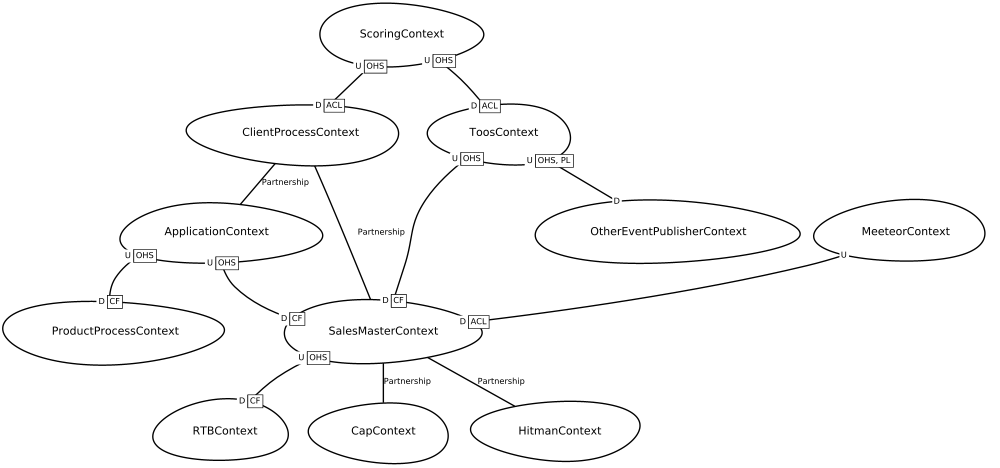 ScoringContext
U OHS
U OHS
D ACL
D ACL
ClientProcessContext
ToosContext
U OHS
U OHS, PL
Partnership
D
ApplicationContext
Partnership
OtherEventPublisherContext
MeeteorContext
U OHS
U OHS
U
D CF
D CF
D CF
D ACL
ProductProcessContext
SalesMasterContext
U OHS
Partnership
Partnership
D CF
RTBContext
CapContext
HitmanContext